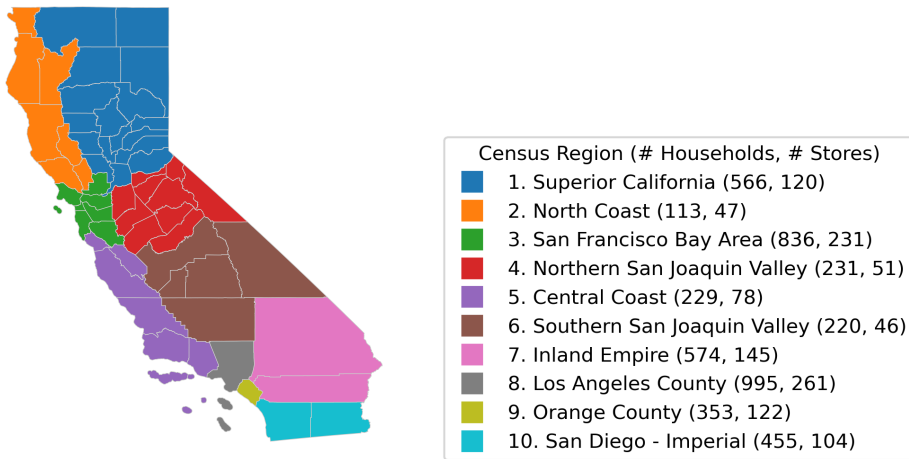 Census Region (# Households, # Stores)
1. Superior California (566, 120)
2. North Coast (113, 47)
3. San Francisco Bay Area (836, 231)
4. Northern San Joaquin Valley (231, 51)
5. Central Coast (229, 78)
6. Southern San Joaquin Valley (220, 46)
7. Inland Empire (574, 145)
8. Los Angeles County (995, 261)
9. Orange County (353, 122)
10. San Diego - Imperial (455, 104)